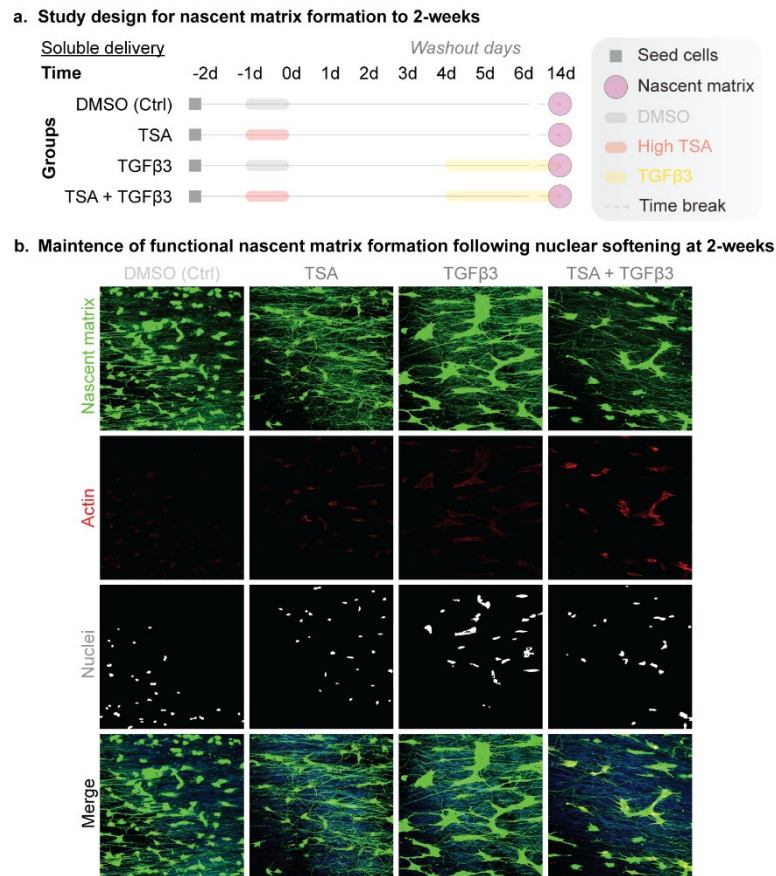 a. Study design for nascent matrix formation to 2-weeks
Soluble delivery
Washout days
Time
-2d -1d 0d 1d 2d 3d 4d 5d 6d 14d
Groups
DMSO (Ctrl)
TSA
TGFβ3
TSA + TGFβ3
Seed cells
Nascent matrix
DMSO
High TSA
TGFβ3
Time break
b. Maintence of functional nascent matrix formation following nuclear softening at 2-weeks
DMSO (Ctrl) TSA TGFβ3 TSA + TGFβ3
Nascent matrix
Actin
Nuclei
Merge